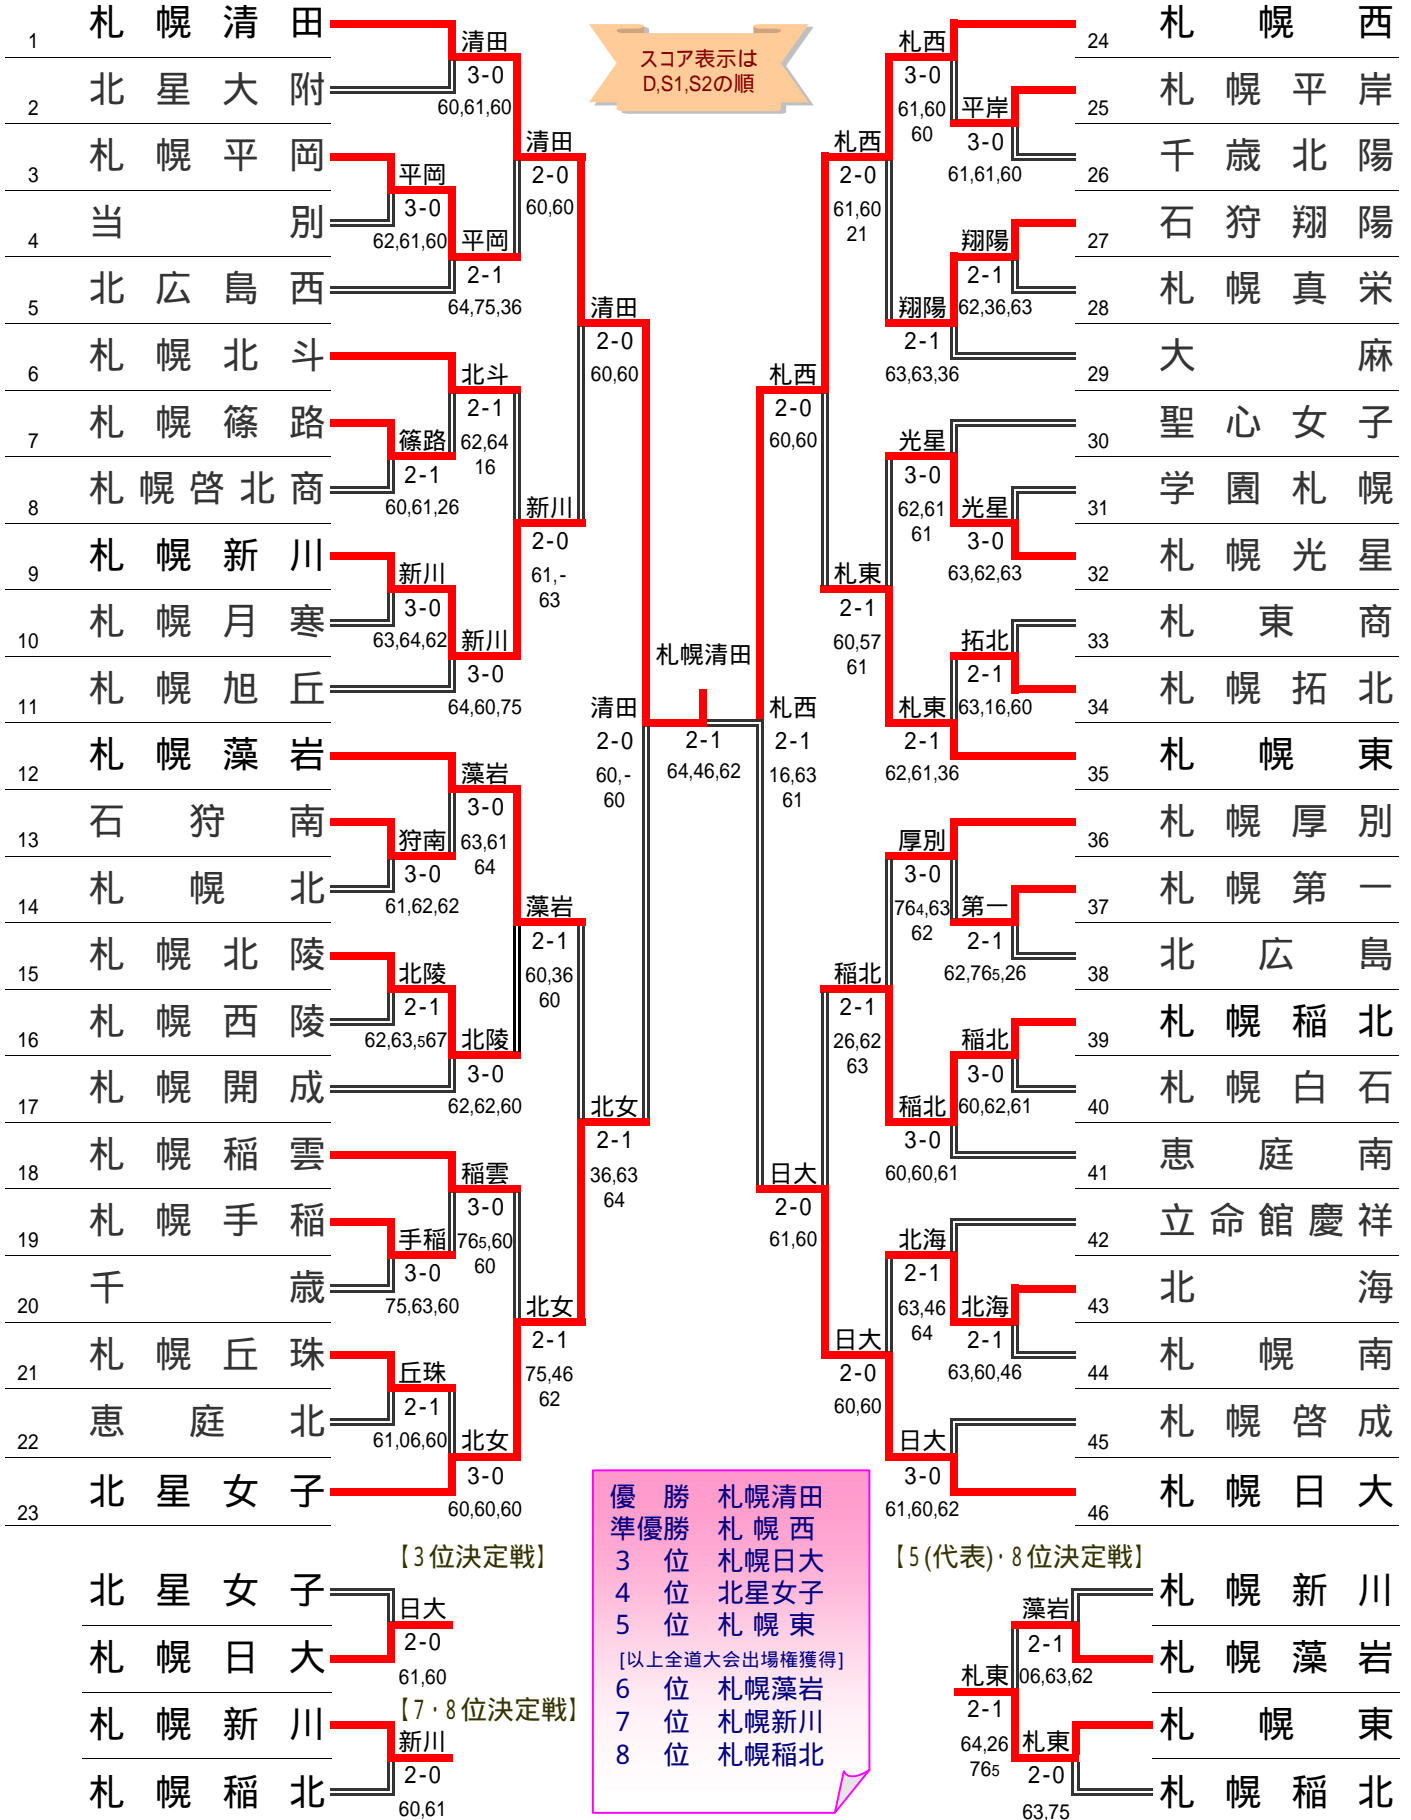 スコア表示は
D,S1,S2の順
1 札幌清田
2 北星大附
3 札幌平岡
4 当別
5 北広島西
6 札幌北斗
7 札幌篠路
8 札幌啓北商
9 札幌新川
10 札幌月寒
11 札幌旭丘
12 札幌藻岩
13 石狩南
14 札幌北
15 札幌北陵
16 札幌西陵
17 札幌開成
18 札幌稲雲
19 札幌手稲
20 千歳
21 札幌丘珠
22 恵庭北
23 北星女子
清田
3-0
60,61,60
平岡
3-0
62,61,60
平岡
2-1
64,75,36
清田
2-0
60,60
篠路
2-1
60,61,26
北斗
2-1
62,64
16
新川
3-0
63,64,62
新川
3-0
64,60,75
新川
2-0
61,-
63
清田
2-0
60,60
狩南
3-0
61,62,62
藻岩
3-0
63,61
64
北陵
2-1
62,63,567
北陵
3-0
62,62,60
藻岩
2-1
60,36
60
手稲
3-0
75,63,60
稲雲
3-0
765,60
60
丘珠
2-1
61,06,60
北女
3-0
60,60,60
北女
2-1
75,46
62
北女
2-1
36,63
64
清田
2-0
60,-
60
札幌清田
2-1
64,46,62
札西
2-1
16,63
61
札西
2-0
60,60
札西
2-0
61,60
21
札西
3-0
61,60
60
平岸
3-0
61,61,60
翔陽
2-1
62,36,63
翔陽
2-1
63,63,36
光星
3-0
62,61
61
光星
3-0
63,62,63
札東
2-1
60,57
61
拓北
2-1
63,16,60
札東
2-1
62,61,36
厚別
3-0
764,63
62
第一
2-1
62,765,26
稲北
2-1
26,62
63
稲北
3-0
60,62,61
稲北
3-0
60,60,61
日大
2-0
61,60
北海
2-1
63,46
64
北海
2-1
63,60,46
日大
2-0
60,60
日大
3-0
61,60,62
24 札幌西
25 札幌平岸
26 千歳北陽
27 石狩翔陽
28 札幌真栄
29 大麻
30 聖心女子
31 学園札幌
32 札幌光星
33 札東商
34 札幌拓北
35 札幌東
36 札幌厚別
37 札幌第一
38 北広島
39 札幌稲北
40 札幌白石
41 恵庭南
42 立命館慶祥
43 北海
44 札幌南
45 札幌啓成
46 札幌日大
【3位決定戦】
北星女子
札幌日大
日大
2-0
61,60
【7・8位決定戦】
札幌新川
札幌稲北
新川
2-0
60,61
優勝 札幌清田
準優勝 札幌西
3位 札幌日大
4位 北星女子
5位 札幌東
[以上全道大会出場権獲得]
6位 札幌藻岩
7位 札幌新川
8位 札幌稲北
【5(代表)・8位決定戦】
札幌新川
札幌藻岩
札幌東
札幌稲北
藻岩
2-1
06,63,62
札東
2-1
64,26
765
札東
2-0
63,75